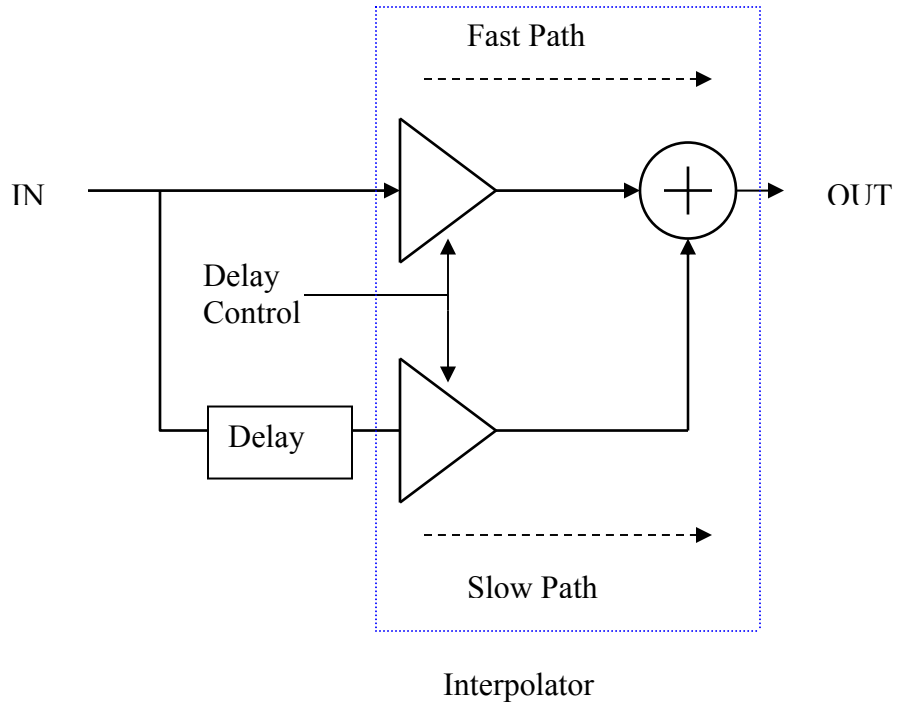 Fast Path
IN
OUT
Delay
Control
Delay
Slow Path
Interpolator